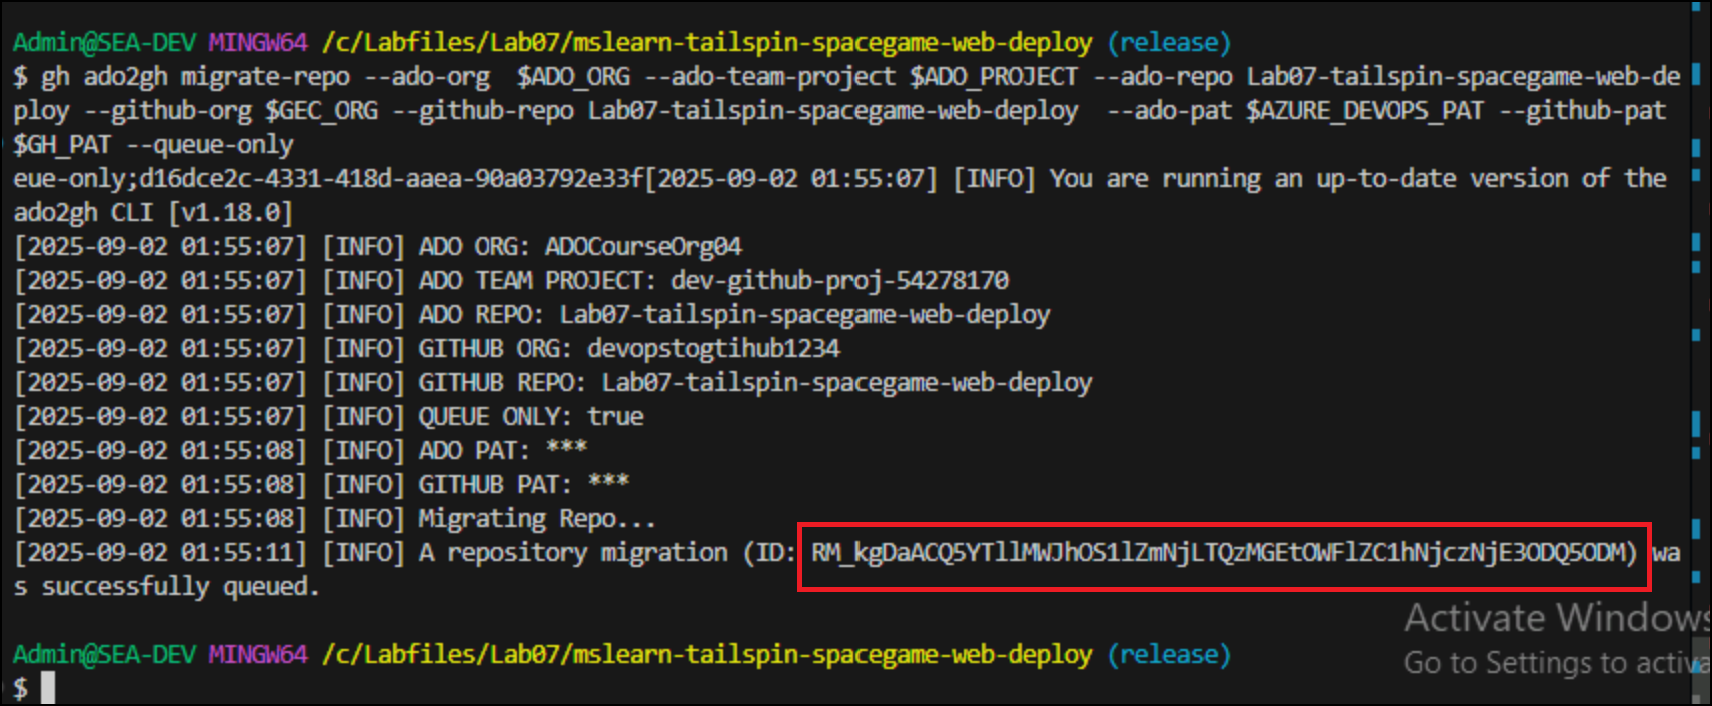 Admin@SEA-DEV MINGW64 /c/Labfiles/Lab07/mslearn-tailspin-spacegame-web-deploy (release)
$ gh ado2gh migrate-repo --ado-org  $ADO_ORG --ado-team-project $ADO_PROJECT --ado-repo Lab07-tailspin-spacegame-web-de
ploy --github-org $GEC_ORG --github-repo Lab07-tailspin-spacegame-web-deploy  --ado-pat $AZURE_DEVOPS_PAT --github-pat
$GH_PAT --queue-only
eue-only;d16dce2c-4331-418d-aaea-90a03792e33f[2025-09-02 01:55:07] [INFO] You are running an up-to-date version of the
ado2gh CLI [v1.18.0]
[2025-09-02 01:55:07] [INFO] ADO ORG: ADOCourseOrg04
[2025-09-02 01:55:07] [INFO] ADO TEAM PROJECT: dev-github-proj-54278170
[2025-09-02 01:55:07] [INFO] ADO REPO: Lab07-tailspin-spacegame-web-deploy
[2025-09-02 01:55:07] [INFO] GITHUB ORG: devopstogtihub1234
[2025-09-02 01:55:07] [INFO] GITHUB REPO: Lab07-tailspin-spacegame-web-deploy
[2025-09-02 01:55:07] [INFO] QUEUE ONLY: true
[2025-09-02 01:55:08] [INFO] ADO PAT: ***
[2025-09-02 01:55:08] [INFO] GITHUB PAT: ***
[2025-09-02 01:55:08] [INFO] Migrating Repo...
[2025-09-02 01:55:11] [INFO] A repository migration (ID: RM_kgDaACQ5YTllMWJhOS1lZmNjLTQzMGEtOWFlZC1hNjczNjE3ODQ5ODM) wa
s successfully queued.
Activate Windows
Admin@SEA-DEV MINGW64 /c/Labfiles/Lab07/mslearn-tailspin-spacegame-web-deploy (release)
Go to Settings to activa
$